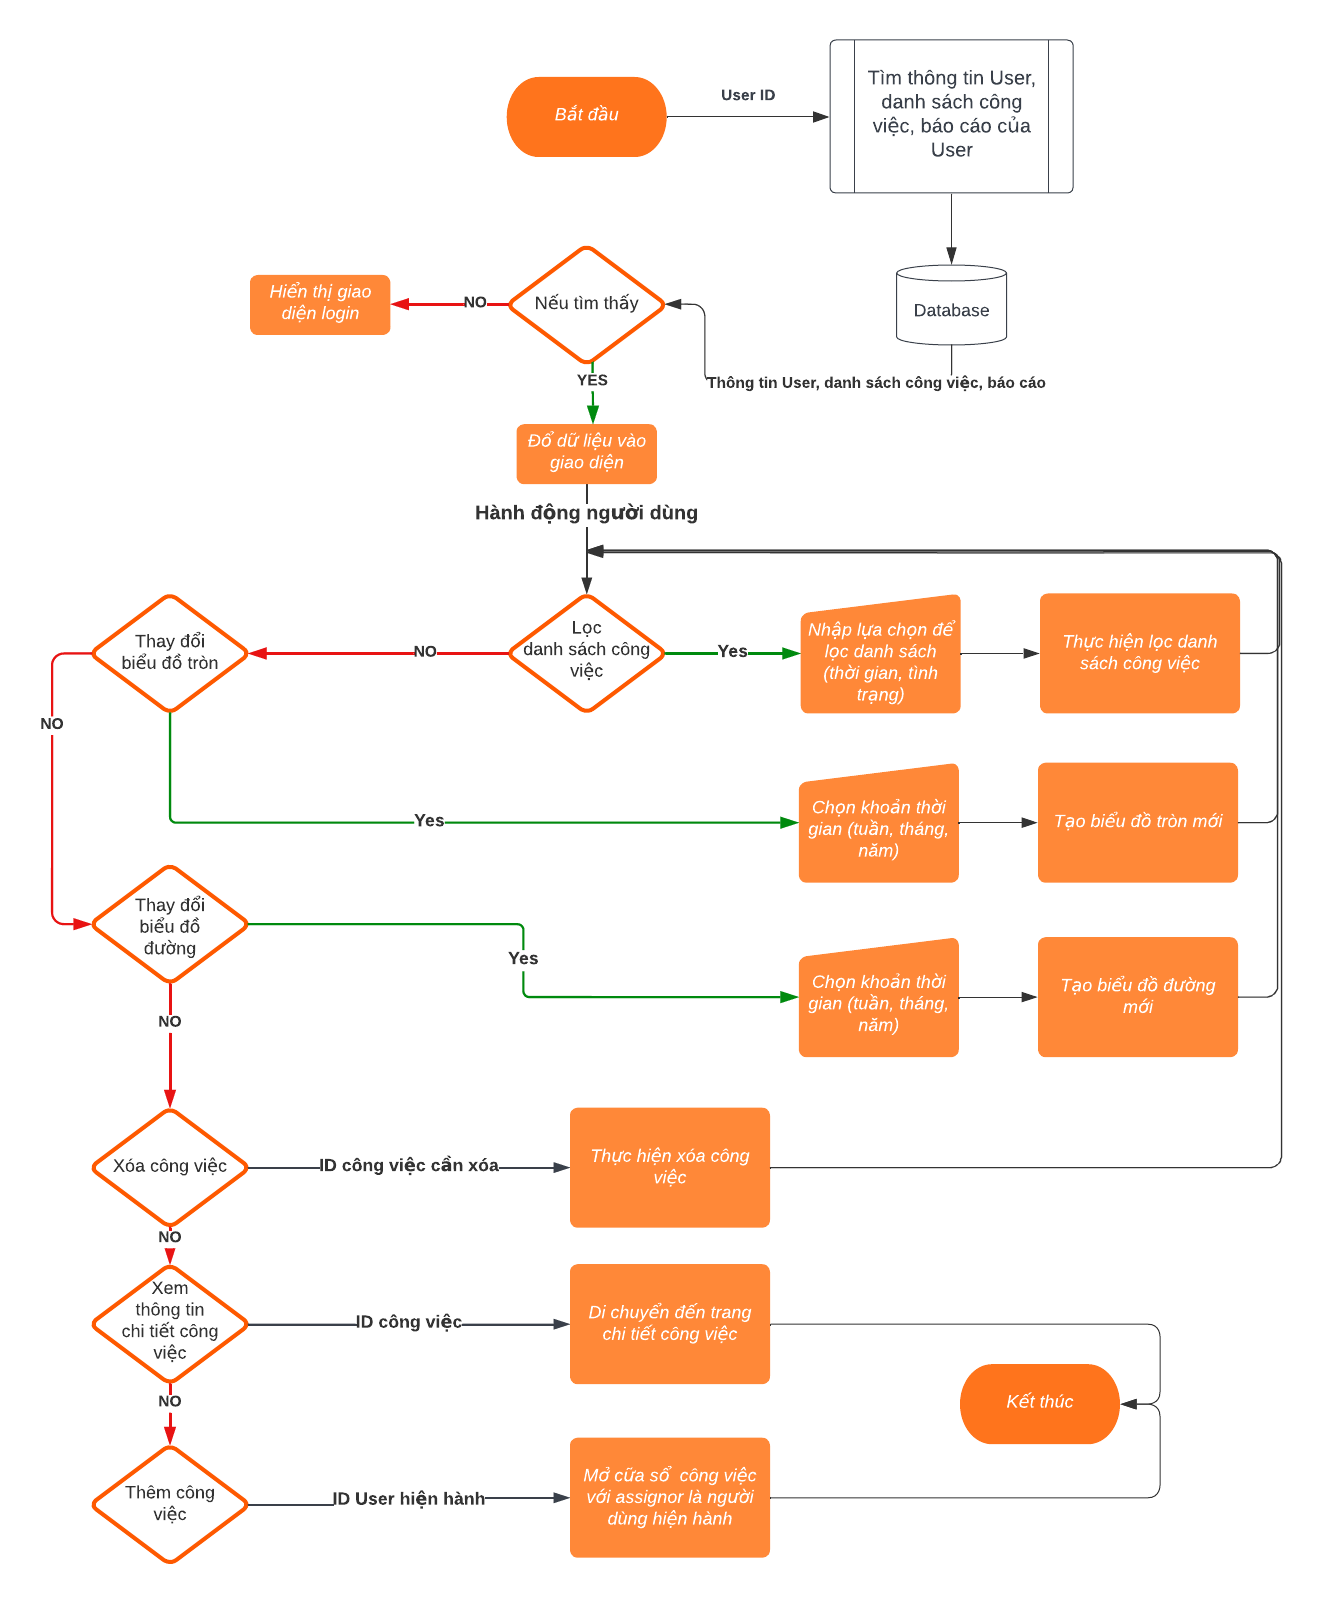 Bắt đầu
User ID
Tìm thông tin User,
danh sách công
việc, báo cáo của
User
Hiển thị giao
diện login
NO
Nếu tìm thấy
Database
YES
Thông tin User, danh sách công việc, báo cáo
Đổ dữ liệu vào
giao diện
Hành động người dùng
Thay đổi
biểu đồ tròn
NO
Lọc
danh sách công
việc
Yes
Nhập lựa chọn để
lọc danh sách
(thời gian, tình
trạng)
Thực hiện lọc danh
sách công việc
NO
Yes
Chọn khoản thời
gian (tuần, tháng,
năm)
Tạo biểu đồ tròn mới
Thay đổi
biểu đồ
đường
Yes
Chọn khoản thời
gian (tuần, tháng,
năm)
Tạo biểu đồ đường
mới
NO
Xóa công việc
ID công việc cần xóa
Thực hiện xóa công
việc
NO
Xem
thông tin
chi tiết công
việc
ID công việc
Di chuyển đến trang
chi tiết công việc
NO
Kết thúc
Thêm công
việc
ID User hiện hành
Mở cữa sổ công việc
với assignor là người
dùng hiện hành